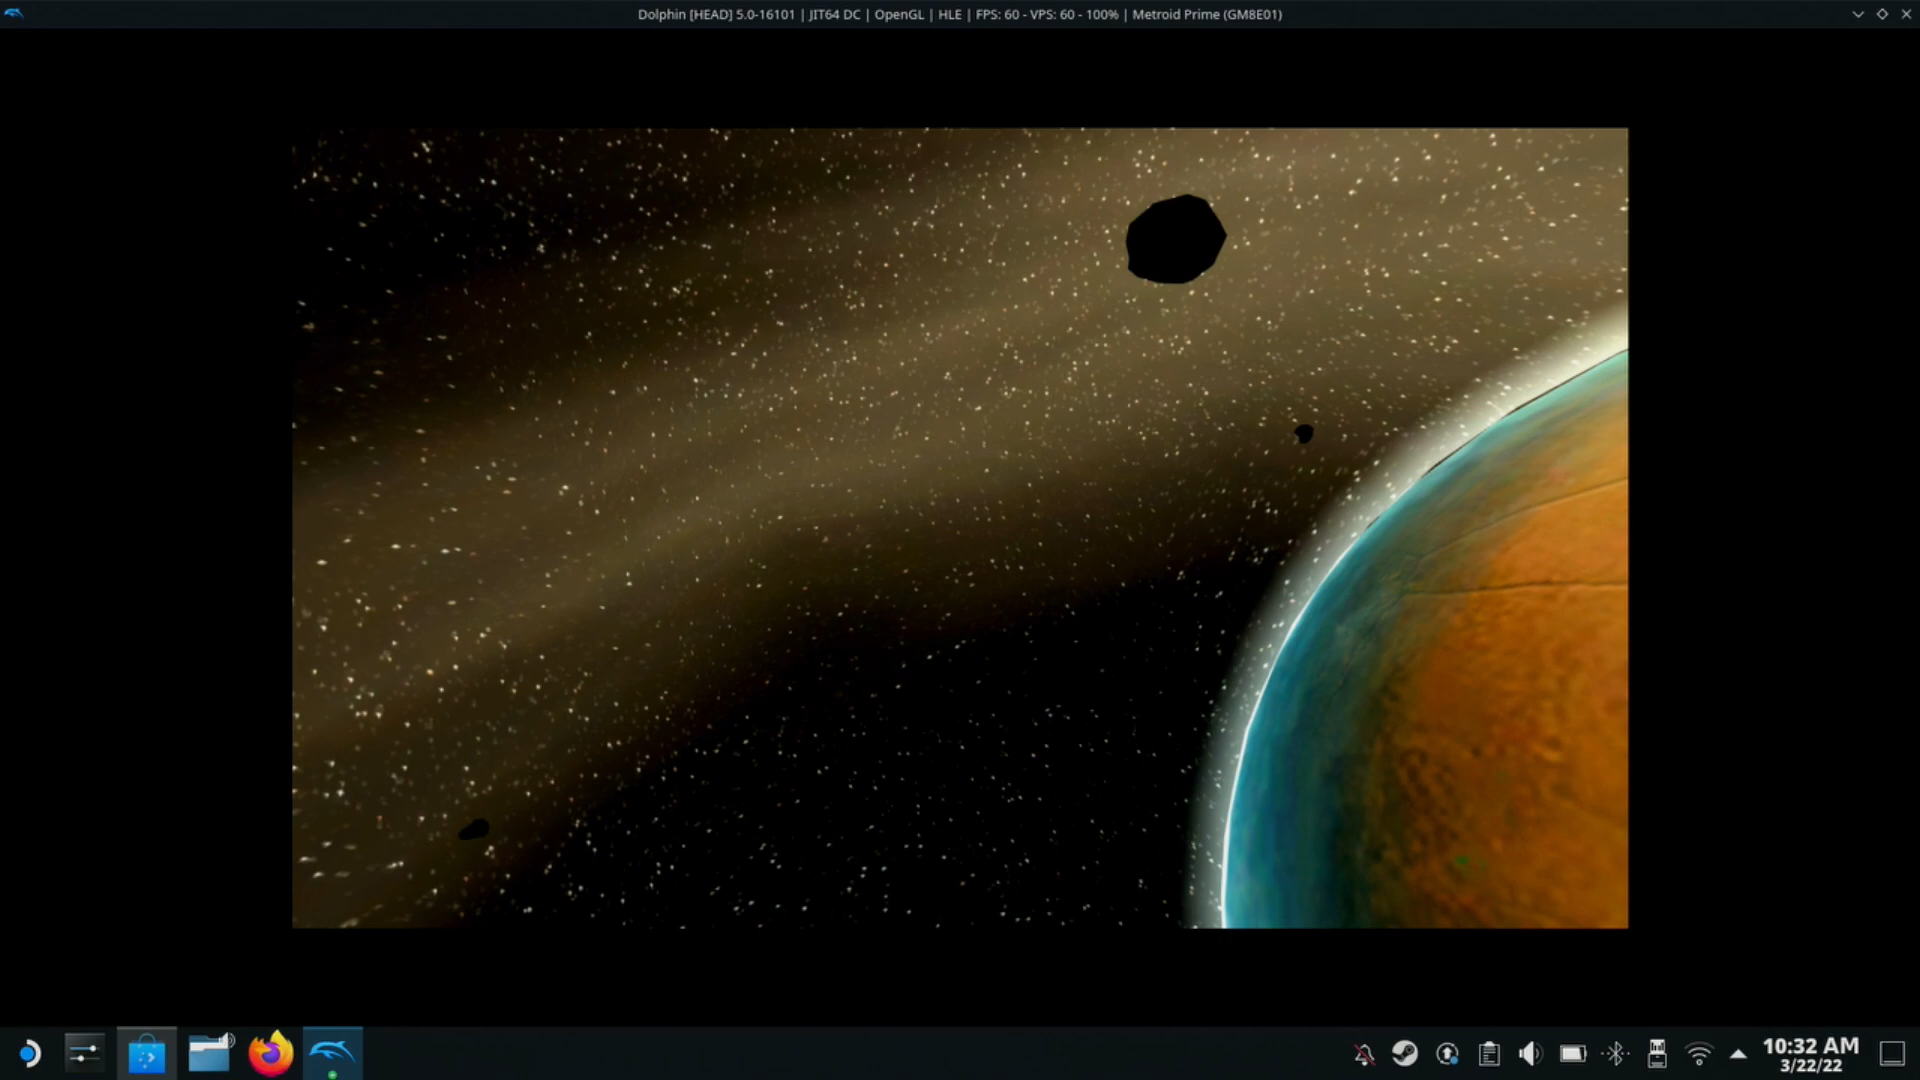 Dolphin [HEAD] 5.0-16101 | JIT64 DC | OpenGL | HLE | FPS: 60 - VPS: 60 - 100% | Metroid Prime (GM8E01)
10:32 AM
3/22/22